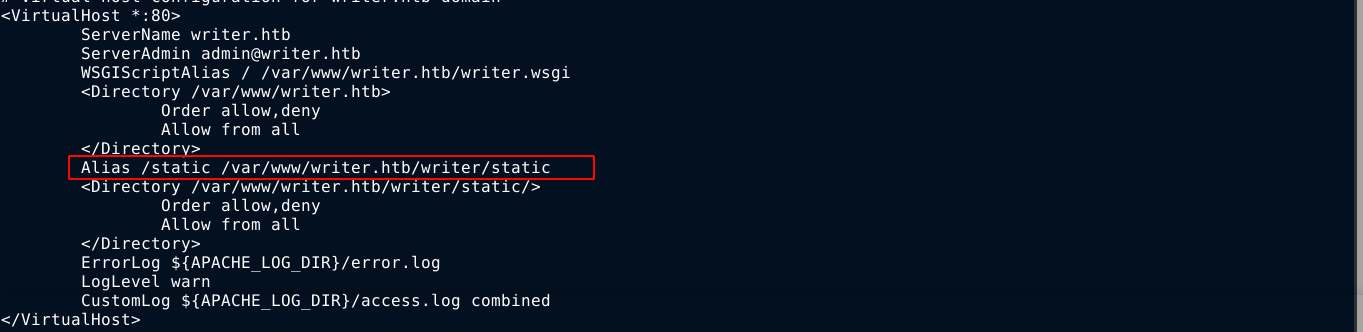 # Virtual host configuration for writer.htb domain
<VirtualHost *:80>
        ServerName writer.htb
        ServerAdmin admin@writer.htb
        WSGIScriptAlias / /var/www/writer.htb/writer.wsgi
        <Directory /var/www/writer.htb>
                Order allow,deny
                Allow from all
        </Directory>
        Alias /static /var/www/writer.htb/writer/static
        <Directory /var/www/writer.htb/writer/static/>
                Order allow,deny
                Allow from all
        </Directory>
        ErrorLog ${APACHE_LOG_DIR}/error.log
        LogLevel warn
        CustomLog ${APACHE_LOG_DIR}/access.log combined
</VirtualHost>